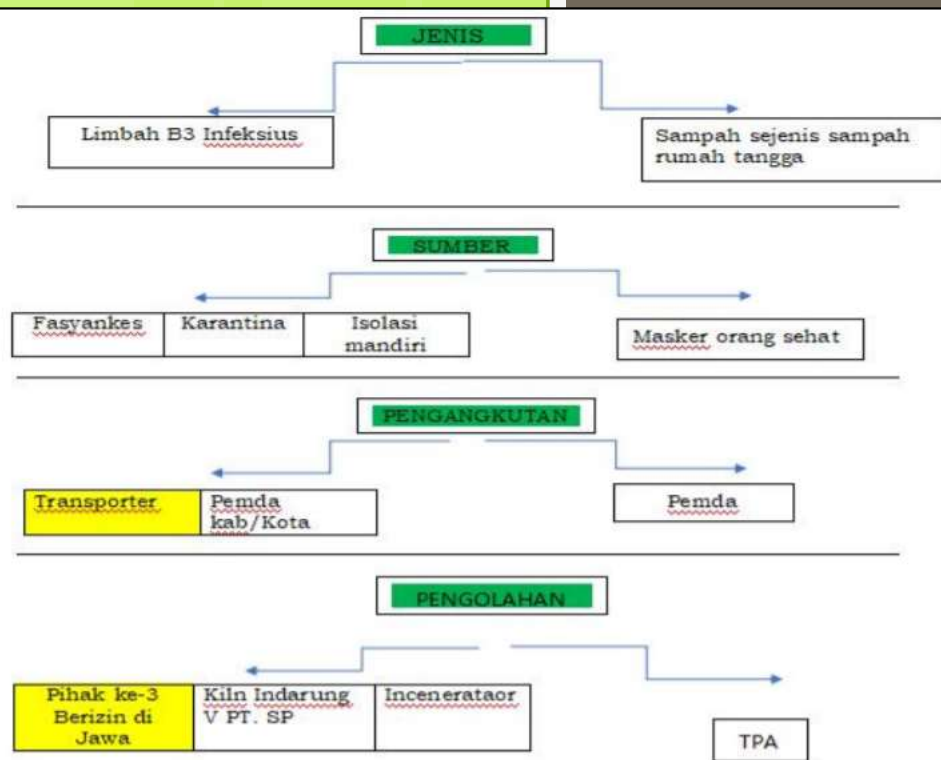 JENIS
Limbah B3 Infeksius
Sampah sejenis sampah
rumah tangga
SUMBER
Fasyankes
Karantina
Isolasi
mandiri
Masker orang sehat
PENGANGKUTAN
Transporter
Pemda
kab/Kota
Pemda
PENGOLAHAN
Pihak ke-3
Berizin di
Jawa
Kiln Indarung
V PT. SP
Incenerataor
TPA